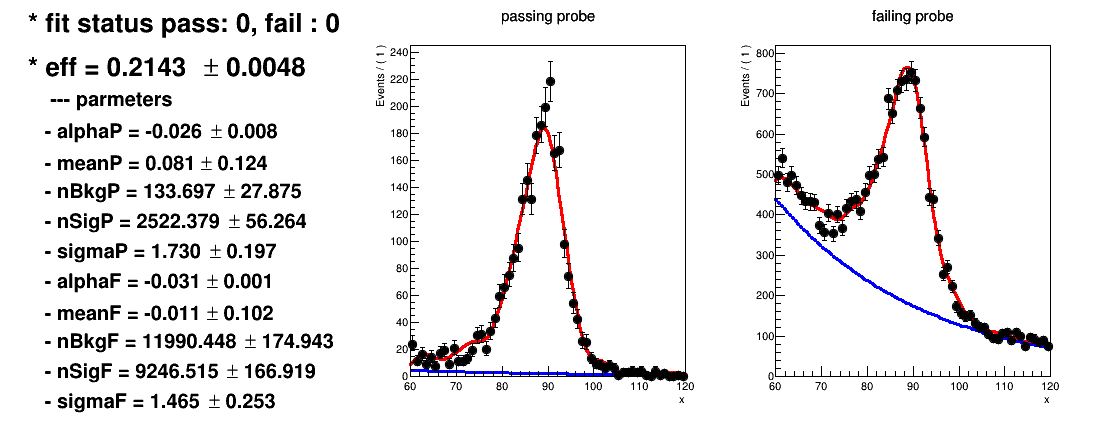 * fit status pass: 0, fail : 0
* eff = 0.2143 ± 0.0048
--- parmeters
- alphaP = -0.026 ± 0.008
- meanP = 0.081 ± 0.124
- nBkgP = 133.697 ± 27.875
- nSigP = 2522.379 ± 56.264
- sigmaP = 1.730 ± 0.197
- alphaF = -0.031 ± 0.001
- meanF = -0.011 ± 0.102
- nBkgF = 11990.448 ± 174.943
- nSigF = 9246.515 ± 166.919
- sigmaF = 1.465 ± 0.253
passing probe
Events / ( 1 )
240
220
200
180
160
140
120
100
80
60
40
20
0
60 70 80 90 100 110 120
x
failing probe
Events / ( 1 )
800
700
600
500
400
300
200
100
0
60 70 80 90 100 110 120
x